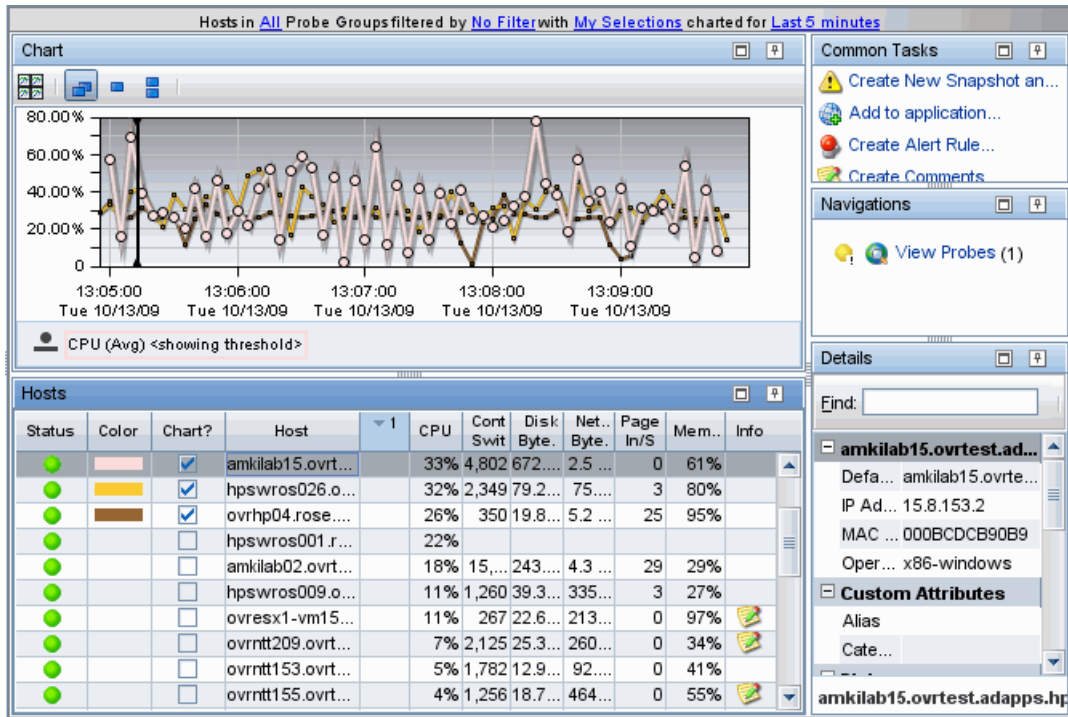 Hosts in All Probe Groups filtered by No Filter with My Selections charted for Last 5 minutes
Chart
80.00%
60.00%
40.00%
20.00%
0
13:05:00 13:06:00 13:07:00 13:08:00 13:09:00
Tue 10/13/09 Tue 10/13/09 Tue 10/13/09 Tue 10/13/09 Tue 10/13/09
CPU (Avg) <showing threshold>
Common Tasks
Create New Snapshot an...
Add to application...
Create Alert Rule...
Create Comments
Navigations
View Probes (1)
Hosts
Status Color Chart? Host 1 CPU Cont Swit Disk Byte. Net.. Byte. Page In/S Mem... Info
amkilab15.ovrt... 33% 4,802 672.... 2.5 ... 0 61%
hpswros026.o... 32% 2,349 79.2... 75.... 3 80%
ovrhp04.rose.... 26% 350 19.8... 5.2 ... 25 95%
hpswros001.r... 22%
amkilab02.ovrt... 18% 15,... 243.... 4.3 ... 29 29%
hpswros009.o... 11% 1,260 39.3... 335... 3 27%
ovresx1-vm15... 11% 267 22.6... 213... 0 97%
ovrntt209.ovrt... 7% 2,125 25.3... 260... 0 34%
ovrntt153.ovrt... 5% 1,782 12.9... 92.... 0 41%
ovrntt155.ovrt... 4% 1,256 18.7... 464... 0 55%
Details
Find:
amkilab15.ovrtest.ad...
Defa... amkilab15.ovrte...
IP Ad... 15.8.153.2
MAC ... 000BCDCB90B9
Oper... x86-windows
Custom Attributes
Alias
Cate...
amkilab15.ovrtest.adapps.hp